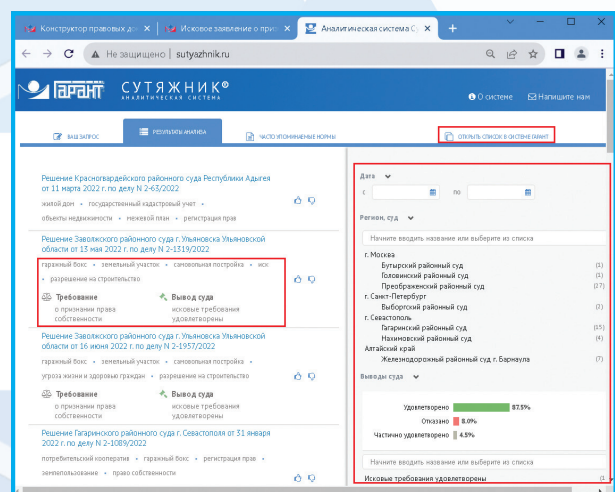 Конструктор правовых до
Исковое заявление о при
Аналитическая система С
Не защищено | sutyazhnik.ru
ГАРАНТ
СУТЯЖНИК®
АНАЛИТИЧЕСКАЯ СИСТЕМА
О системе
Напишите нам
ВАШ ЗАПРОС
РЕЗУЛЬТАТЫ АНАЛИЗА
ЧАСТО УПОМИНАЕМЫЕ НОРМЫ
ОТКРЫТЬ СПИСОК В СИСТЕМЕ ГАРАНТ
Решение Красногвардейского районного суда Республики Адыгея
от 11 марта 2022 г. по делу N 2-63/2022
жилой дом • государственный кадастровый учет •
объекты недвижимости • межевой план • регистрация прав
Решение Заволжского районного суда г. Ульяновска Ульяновской
области от 13 мая 2022 г. по делу N 2-1319/2022
гаражный бокс • земельный участок • самовольная постройка • иск
• разрешение на строительство
Требование
Вывод суда
о признании права
собственности
исковые требования
удовлетворены
Решение Заволжского районного суда г. Ульяновска Ульяновской
области от 16 июня 2022 г. по делу N 2-1957/2022
гаражный бокс • земельный участок • самовольная постройка •
угроза жизни и здоровью граждан • разрешение на строительство
Требование
Вывод суда
о признании права
собственности
исковые требования
удовлетворены
Решение Гагаринского районного суда г. Севастополя от 31 января
2022 г. по делу N 2-1089/2022
потребительский кооператив • гаражный бокс • регистрация прав •
землепользование • право собственности
Дата
с
по
Регион, суд
Начните вводить название или выберите из списка
г. Москва
Бутырский районный суд (1)
Головинский районный суд (1)
Преображенский районный суд (27)
г. Санкт-Петербург
Выборгский районный суд (2)
г. Севастополь
Гагаринский районный суд (15)
Нахимовский районный суд (4)
Алтайский край
Железнодорожный районный суд г. Барнаула (7)
Выводы суда
Удовлетворено 87.5%
Отказано 8.0%
Частично удовлетворено 4.5%
Начните вводить название или выберите из списка
Исковые требования удовлетворены